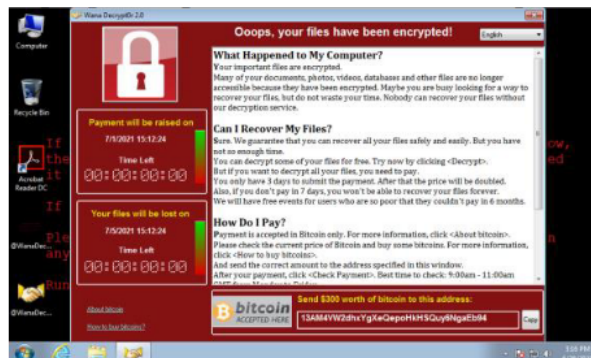 Wana Decrypt0r 2.0
Ooops, your files have been encrypted!
English
Computer
Recycle Bin
Acrobat
Reader DC
@WanaDec...
@WanaDec...
Payment will be raised on
7/1/2021 15:12:24
Time Left
00:00:00:00
Your files will be lost on
7/5/2021 15:12:24
Time Left
00:00:00:00
About bitcoin
How to buy bitcoins?
What Happened to My Computer?
Your important files are encrypted.
Many of your documents, photos, videos, databases and other files are no longer
accessible because they have been encrypted. Maybe you are busy looking for a way to
recover your files, but do not waste your time. Nobody can recover your files without
our decryption service.
Can I Recover My Files?
Sure. We guarantee that you can recover all your files safely and easily. But you have
not so enough time.
You can decrypt some of your files for free. Try now by clicking <Decrypt>.
But if you want to decrypt all your files, you need to pay.
You only have 3 days to submit the payment. After that the price will be doubled.
Also, if you don't pay in 7 days, you won't be able to recover your files forever.
We will have free events for users who are so poor that they couldn't pay in 6 months.
How Do I Pay?
Payment is accepted in Bitcoin only. For more information, click <About bitcoin>.
Please check the current price of Bitcoin and buy some bitcoins. For more information,
click <How to buy bitcoins>.
And send the correct amount to the address specified in this window.
After your payment, click <Check Payment>. Best time to check: 9:00am - 11:00am
GMT from Monday to Friday.
bitcoin
ACCEPTED HERE
Send $300 worth of bitcoin to this address:
Copy
If
the
it
If
Ple
any
Run
ow,
ed
n